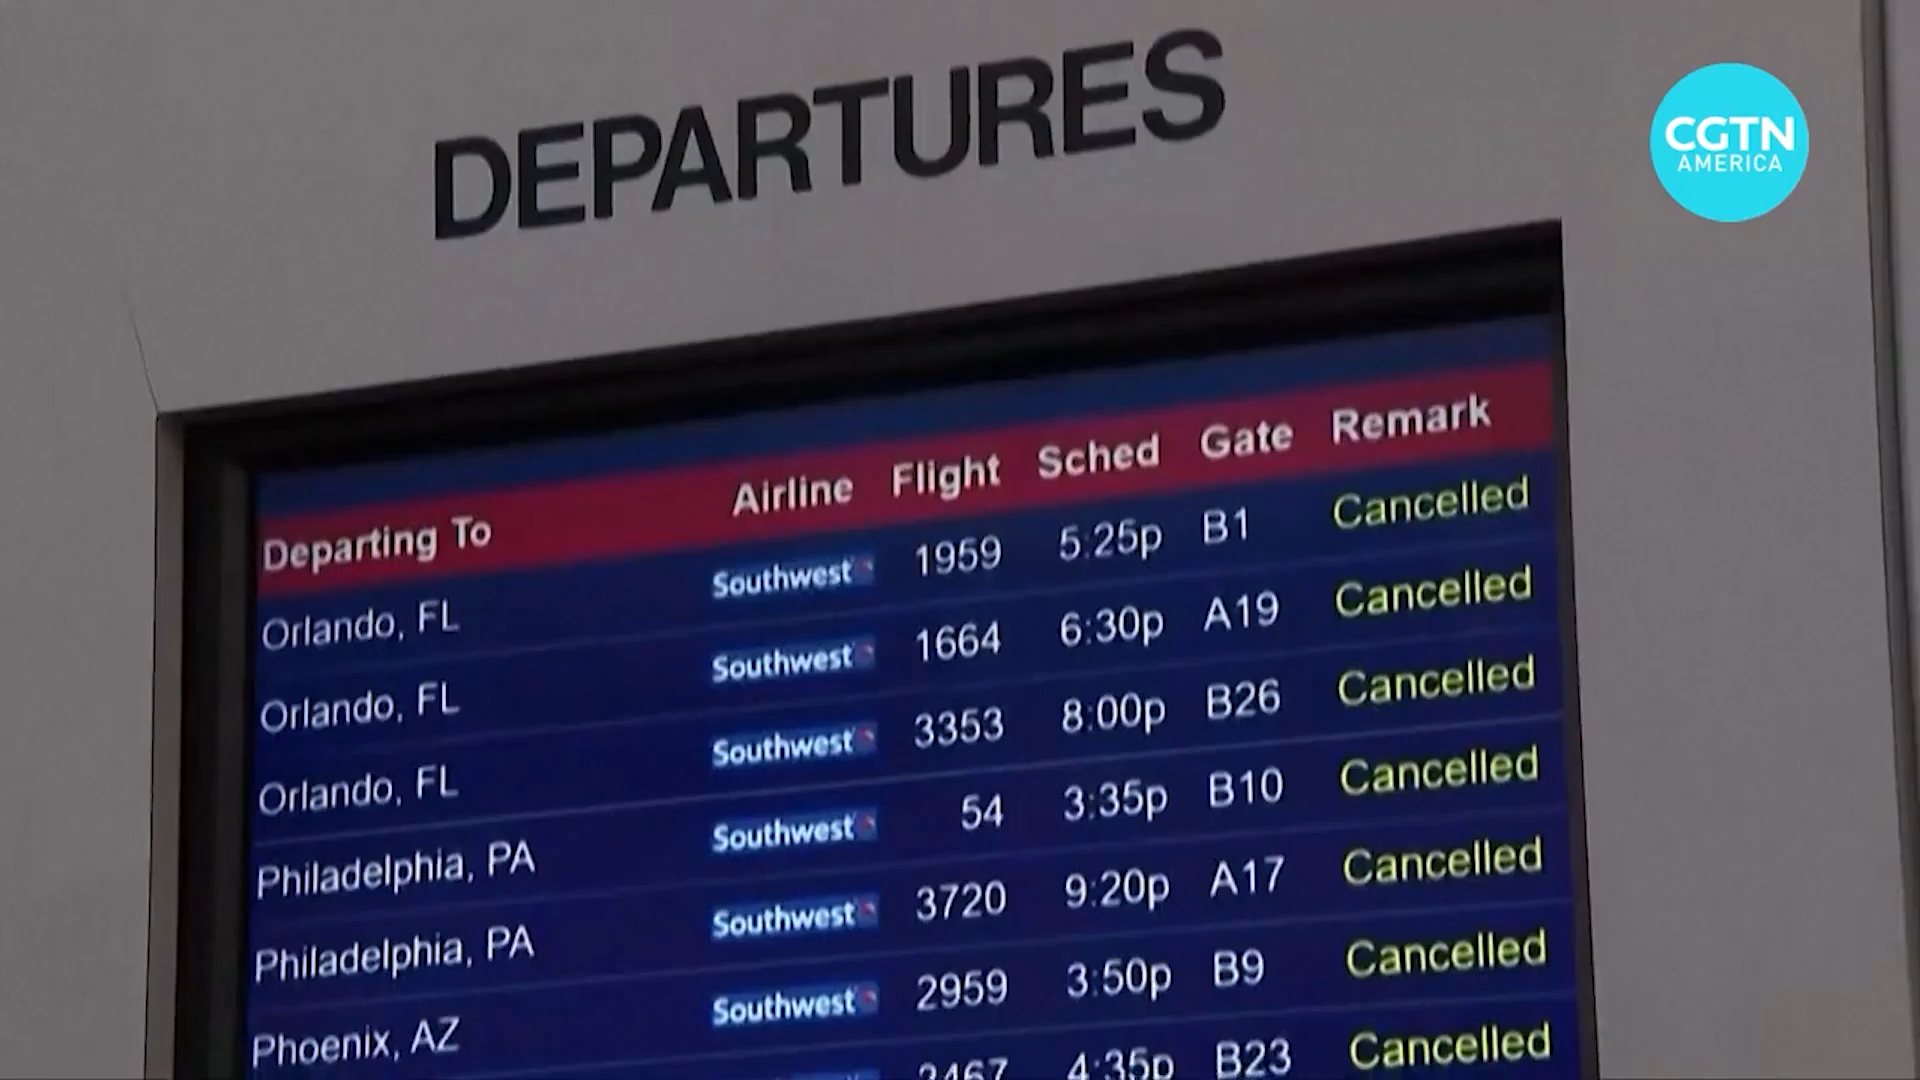 CGTN
AMERICA
DEPARTURES
Departing To Airline Flight Sched Gate Remark
Orlando, FL Southwest 1959 5:25p B1 Cancelled
Orlando, FL Southwest 1664 6:30p A19 Cancelled
Orlando, FL Southwest 3353 8:00p B26 Cancelled
Philadelphia, PA Southwest 54 3:35p B10 Cancelled
Philadelphia, PA Southwest 3720 9:20p A17 Cancelled
Phoenix, AZ Southwest 2959 3:50p B9 Cancelled
4:35p B23 Cancelled